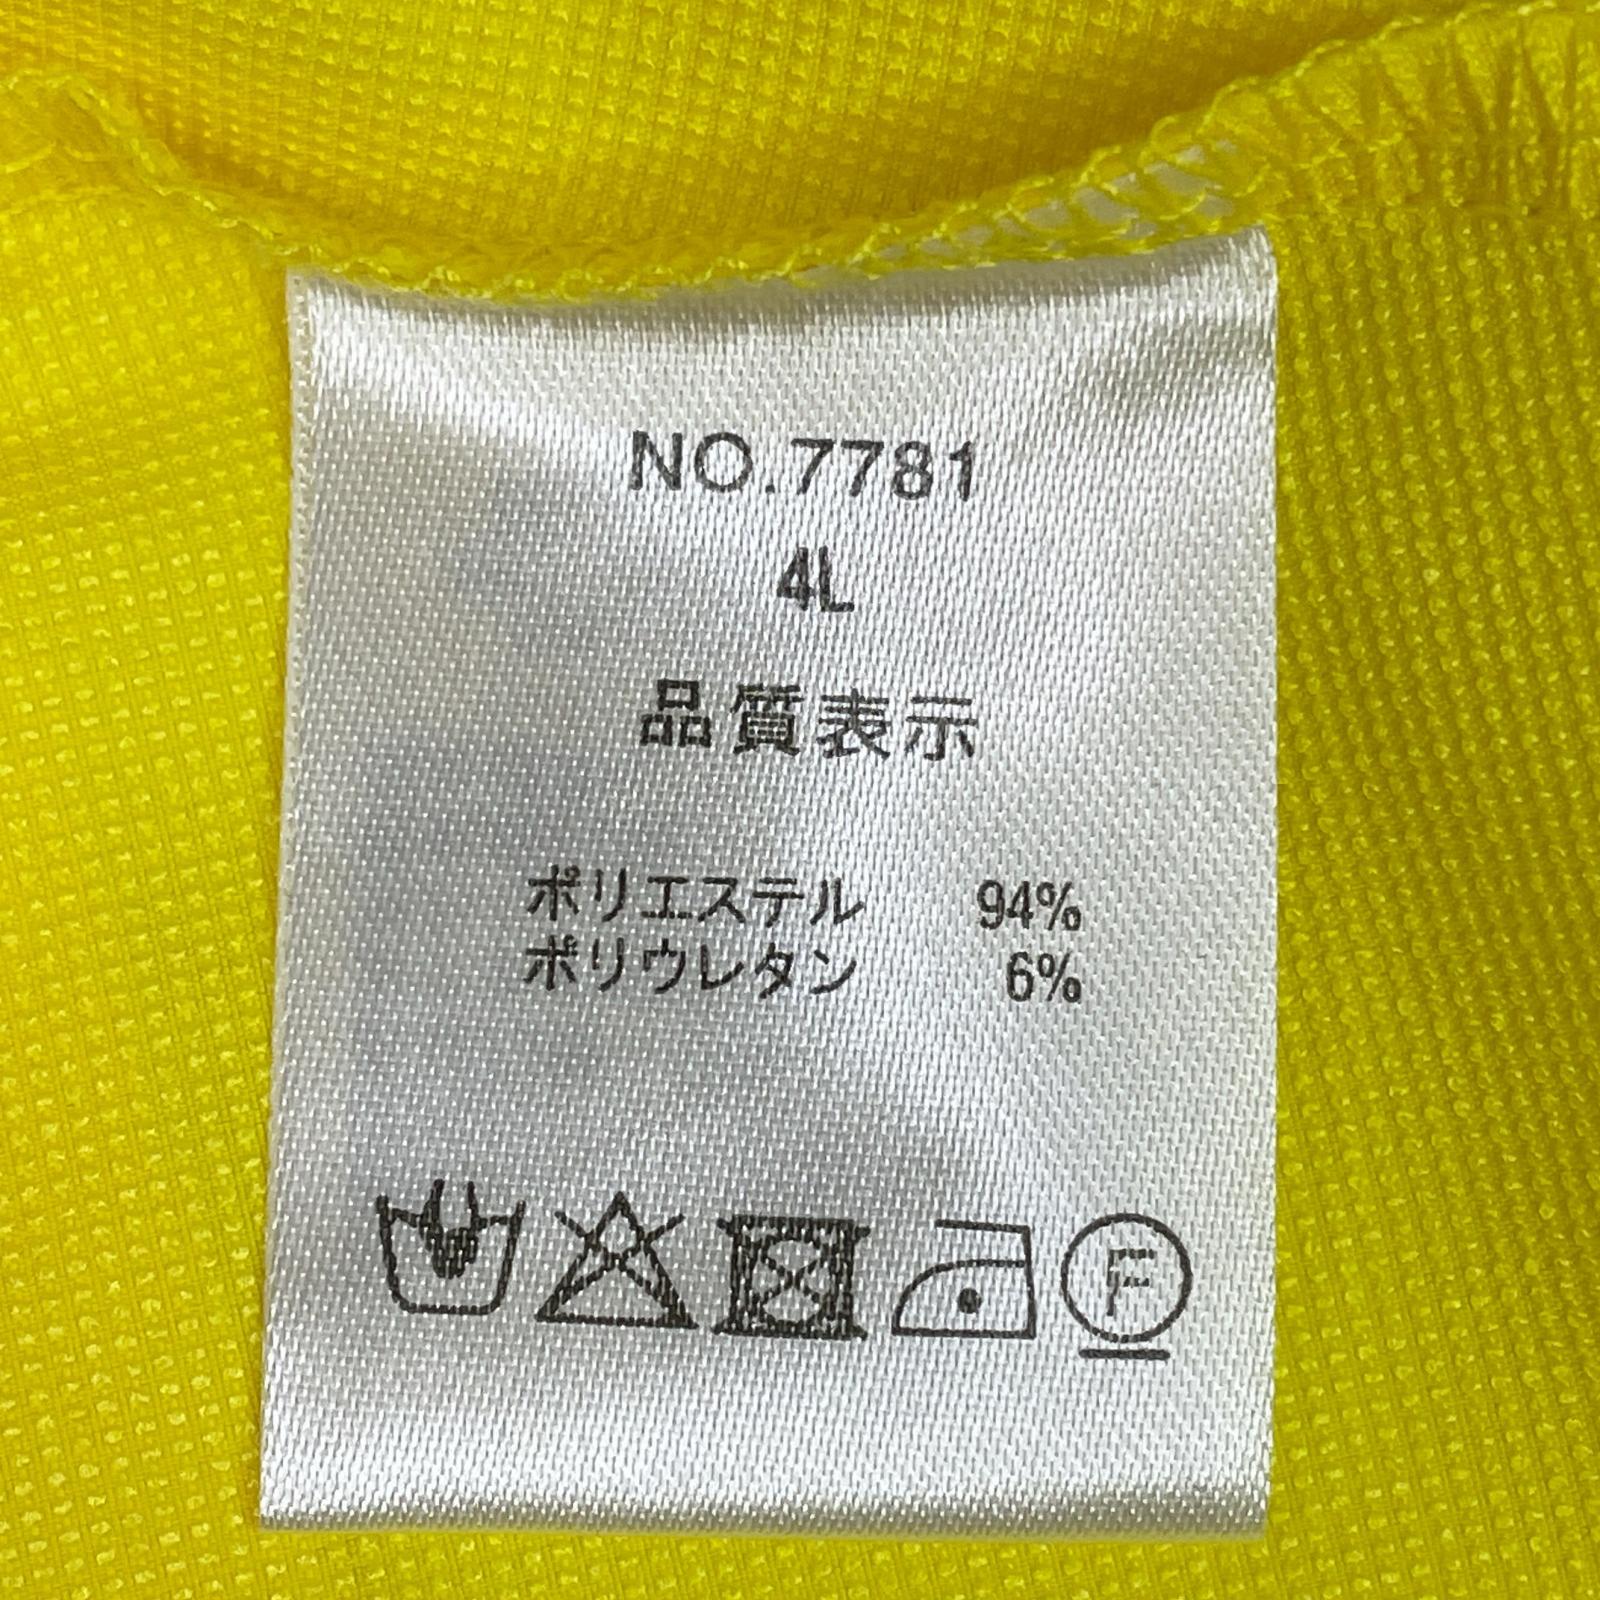 NO.7781
4L
品質表示
ポリエステル 94%
ポリウレタン 6%
F